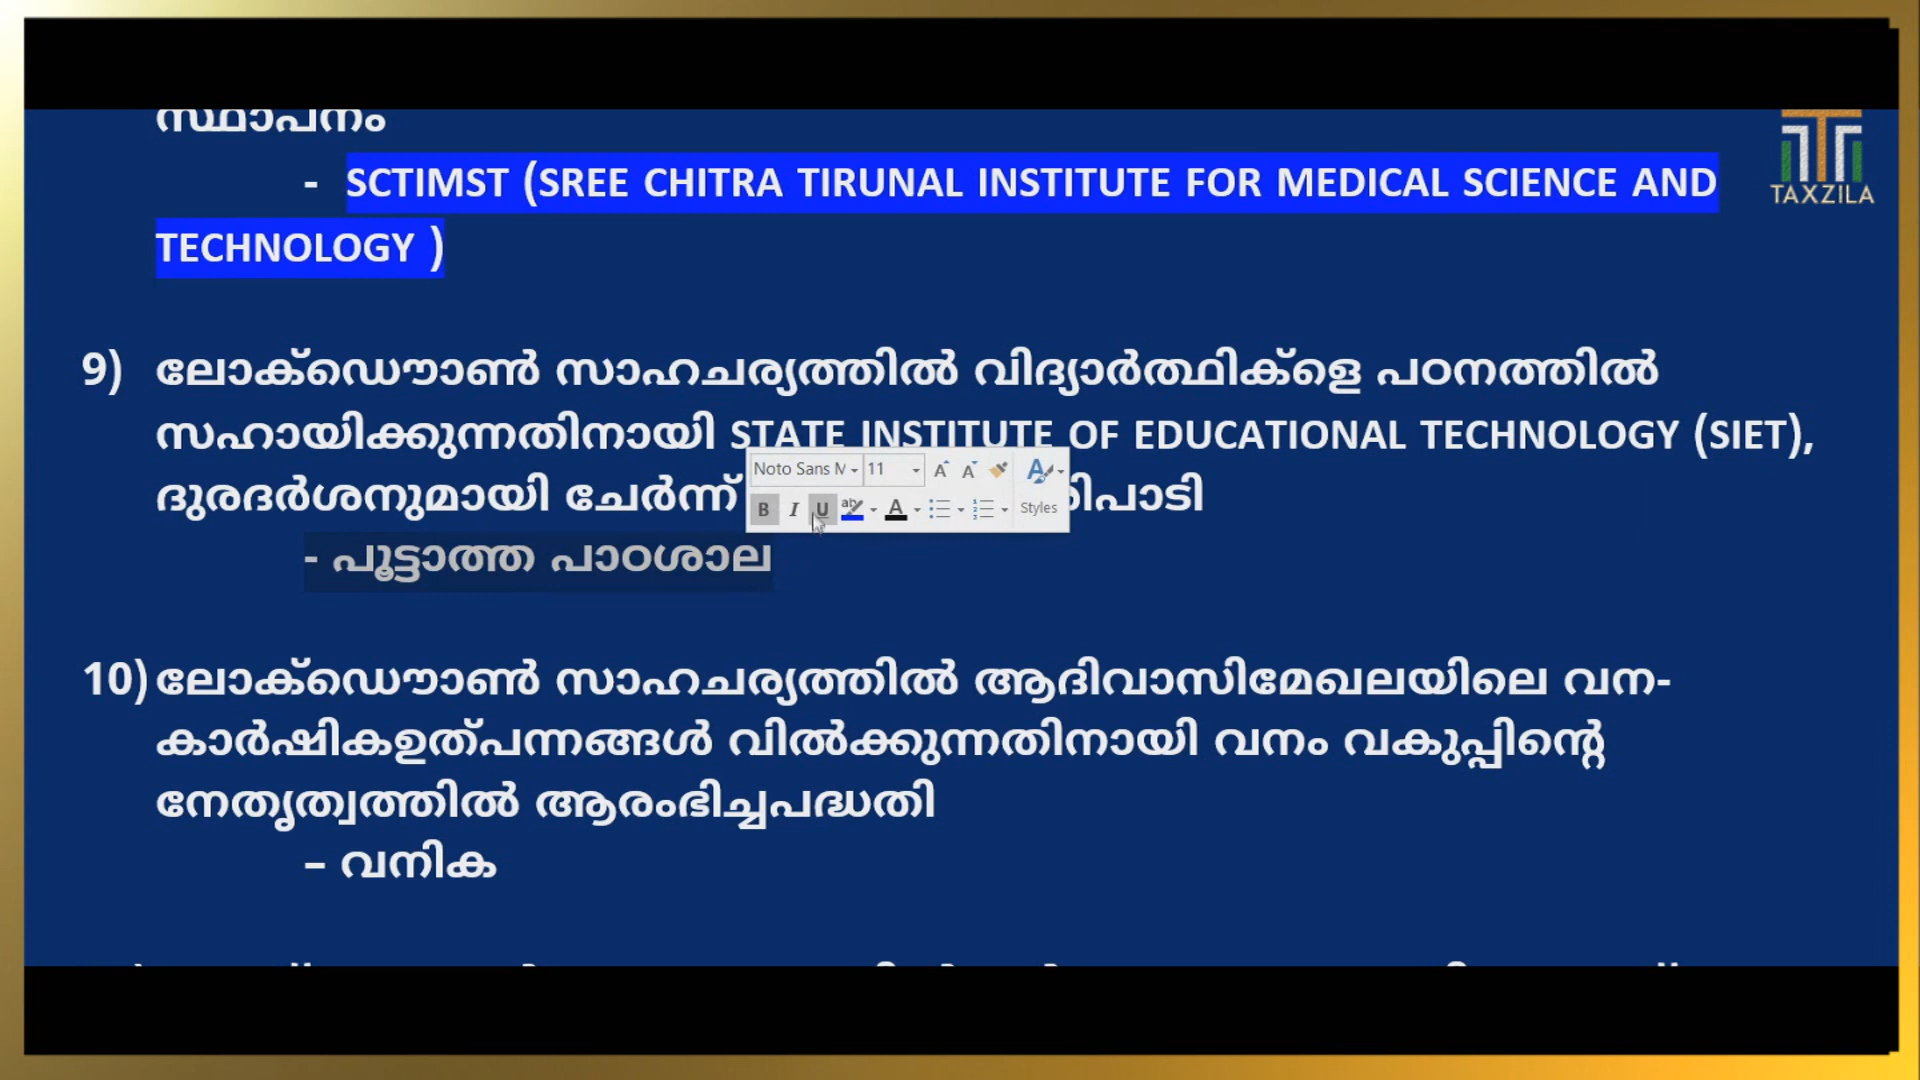 സ്ഥാപനം
- SCTIMST (SREE CHITRA TIRUNAL INSTITUTE FOR MEDICAL SCIENCE AND
TECHNOLOGY )
TAXZILA
9) ലോക്ഡൌൺ സാഹചര്യത്തിൽ വിദ്യാർത്ഥിക്ളെ പഠനത്തിൽ
സഹായിക്കുന്നതിനായി STATE INSTITUTE OF EDUCATIONAL TECHNOLOGY (SIET),
ദുരദർശനുമായി ചേർന്ന്
Noto Sans M 11
B I U Styles
- പൂട്ടാത്ത പാഠശാല
10) ലോക്ഡൌൺ സാഹചര്യത്തിൽ ആദിവാസിമേഖലയിലെ വന-
കാർഷികഉത്പന്നങ്ങൾ വിൽക്കുന്നതിനായി വനം വകുപ്പിന്റെ
നേതൃത്വത്തിൽ ആരംഭിച്ചപദ്ധതി
– വനിക